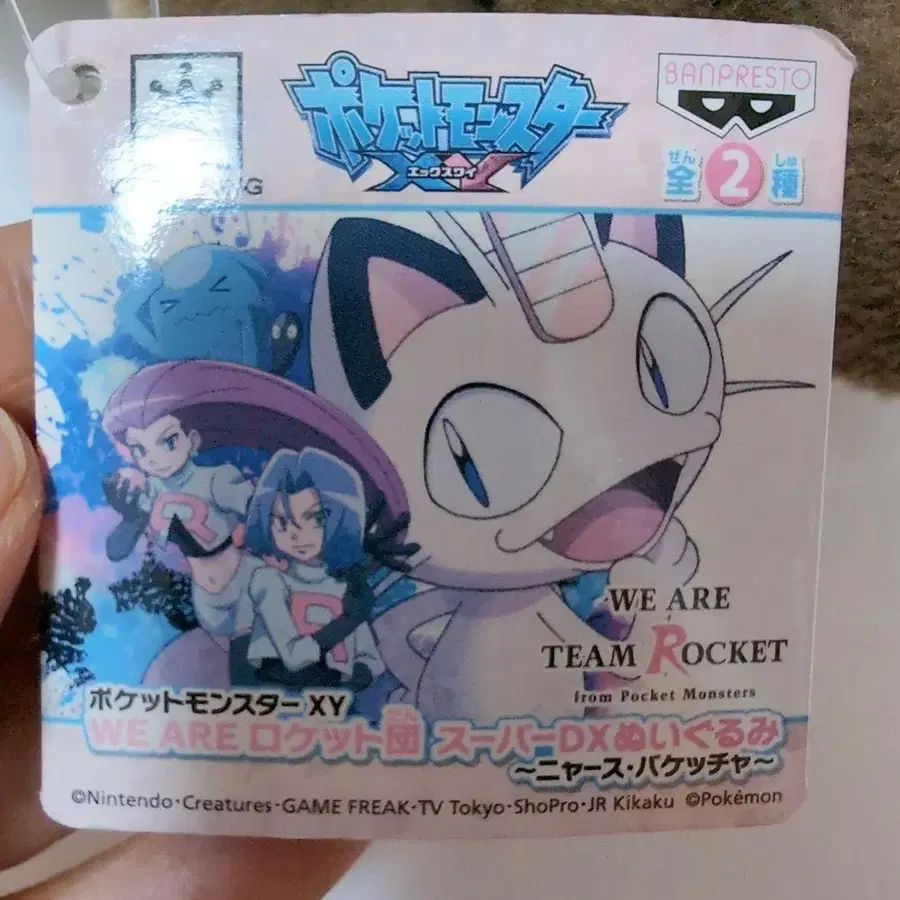 ポケットモンスター
エックスワイ
XY
BANPRESTO
ぜん しゅ
全2種
WE ARE
TEAM ROCKET
from Pocket Monsters
ポケットモンスター XY
だん
WE ARE ロケット団 スーパーDXぬいぐるみ
~ニャース・バケッチャ~
©Nintendo・Creatures・GAME FREAK・TV Tokyo・ShoPro・JR Kikaku ©Pokémon